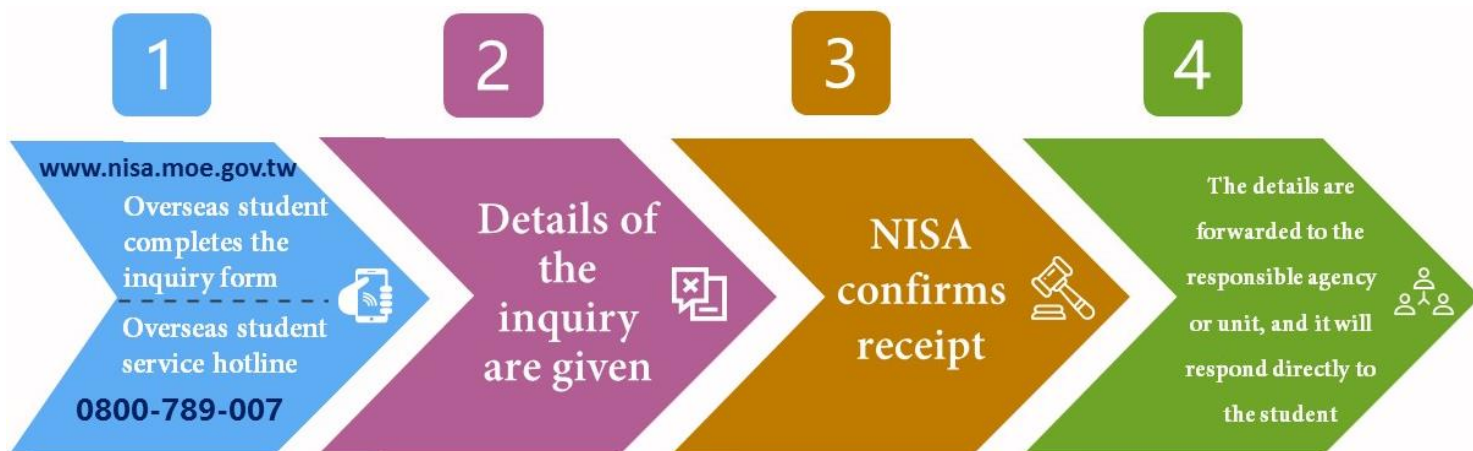 1
www.nisa.moe.gov.tw
Overseas student
completes the
inquiry form
Overseas student
service hotline
0800-789-007
2
Details of
the
inquiry
are given
3
NISA
confirms
receipt
4
The details are
forwarded to the
responsible agency
or unit, and it will
respond directly to
the student